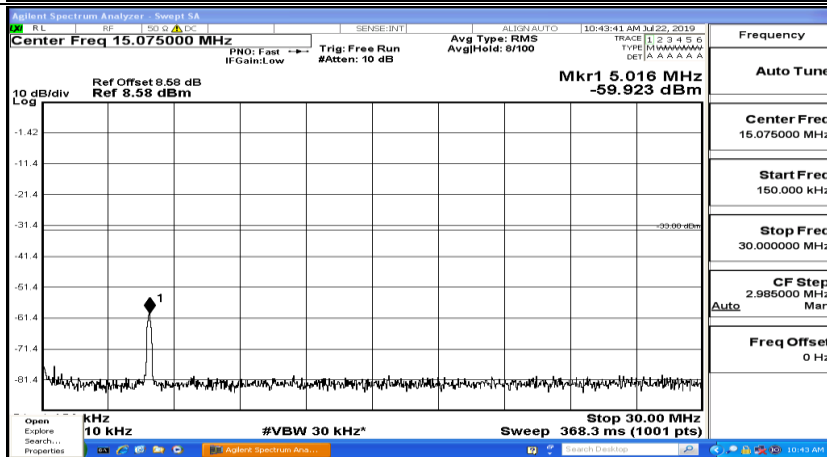 Agilent Spectrum Analyzer - Swept SA
LXI RL RF 50 Ω DC SENSE:INT ALIGN AUTO 10:43:41 AM Jul 22, 2019
Center Freq 15.075000 MHz
PNO: Fast
IFGain:Low
Trig: Free Run
#Atten: 10 dB
Avg Type: RMS
Avg|Hold: 8/100
TRACE 1 2 3 4 5 6
TYPE M
DET A A A A A A
Ref Offset 8.58 dB
Ref 8.58 dBm
10 dB/div
Log
Mkr1 5.016 MHz
-59.923 dBm
-1.42
-11.4
-21.4
-31.4
-33.00 dBm
-41.4
-51.4
1
-61.4
-71.4
-81.4
kHz
Stop 30.00 MHz
10 kHz
#VBW 30 kHz*
Sweep 368.3 ms (1001 pts)
Frequency
Auto Tune
Center Freq
15.075000 MHz
Start Freq
150.000 kHz
Stop Freq
30.000000 MHz
CF Step
2.985000 MHz
Auto Man
Freq Offset
0 Hz
Open
Explore
Search...
Properties
Agilent Spectrum Ana...
Search Desktop
10:43 AM